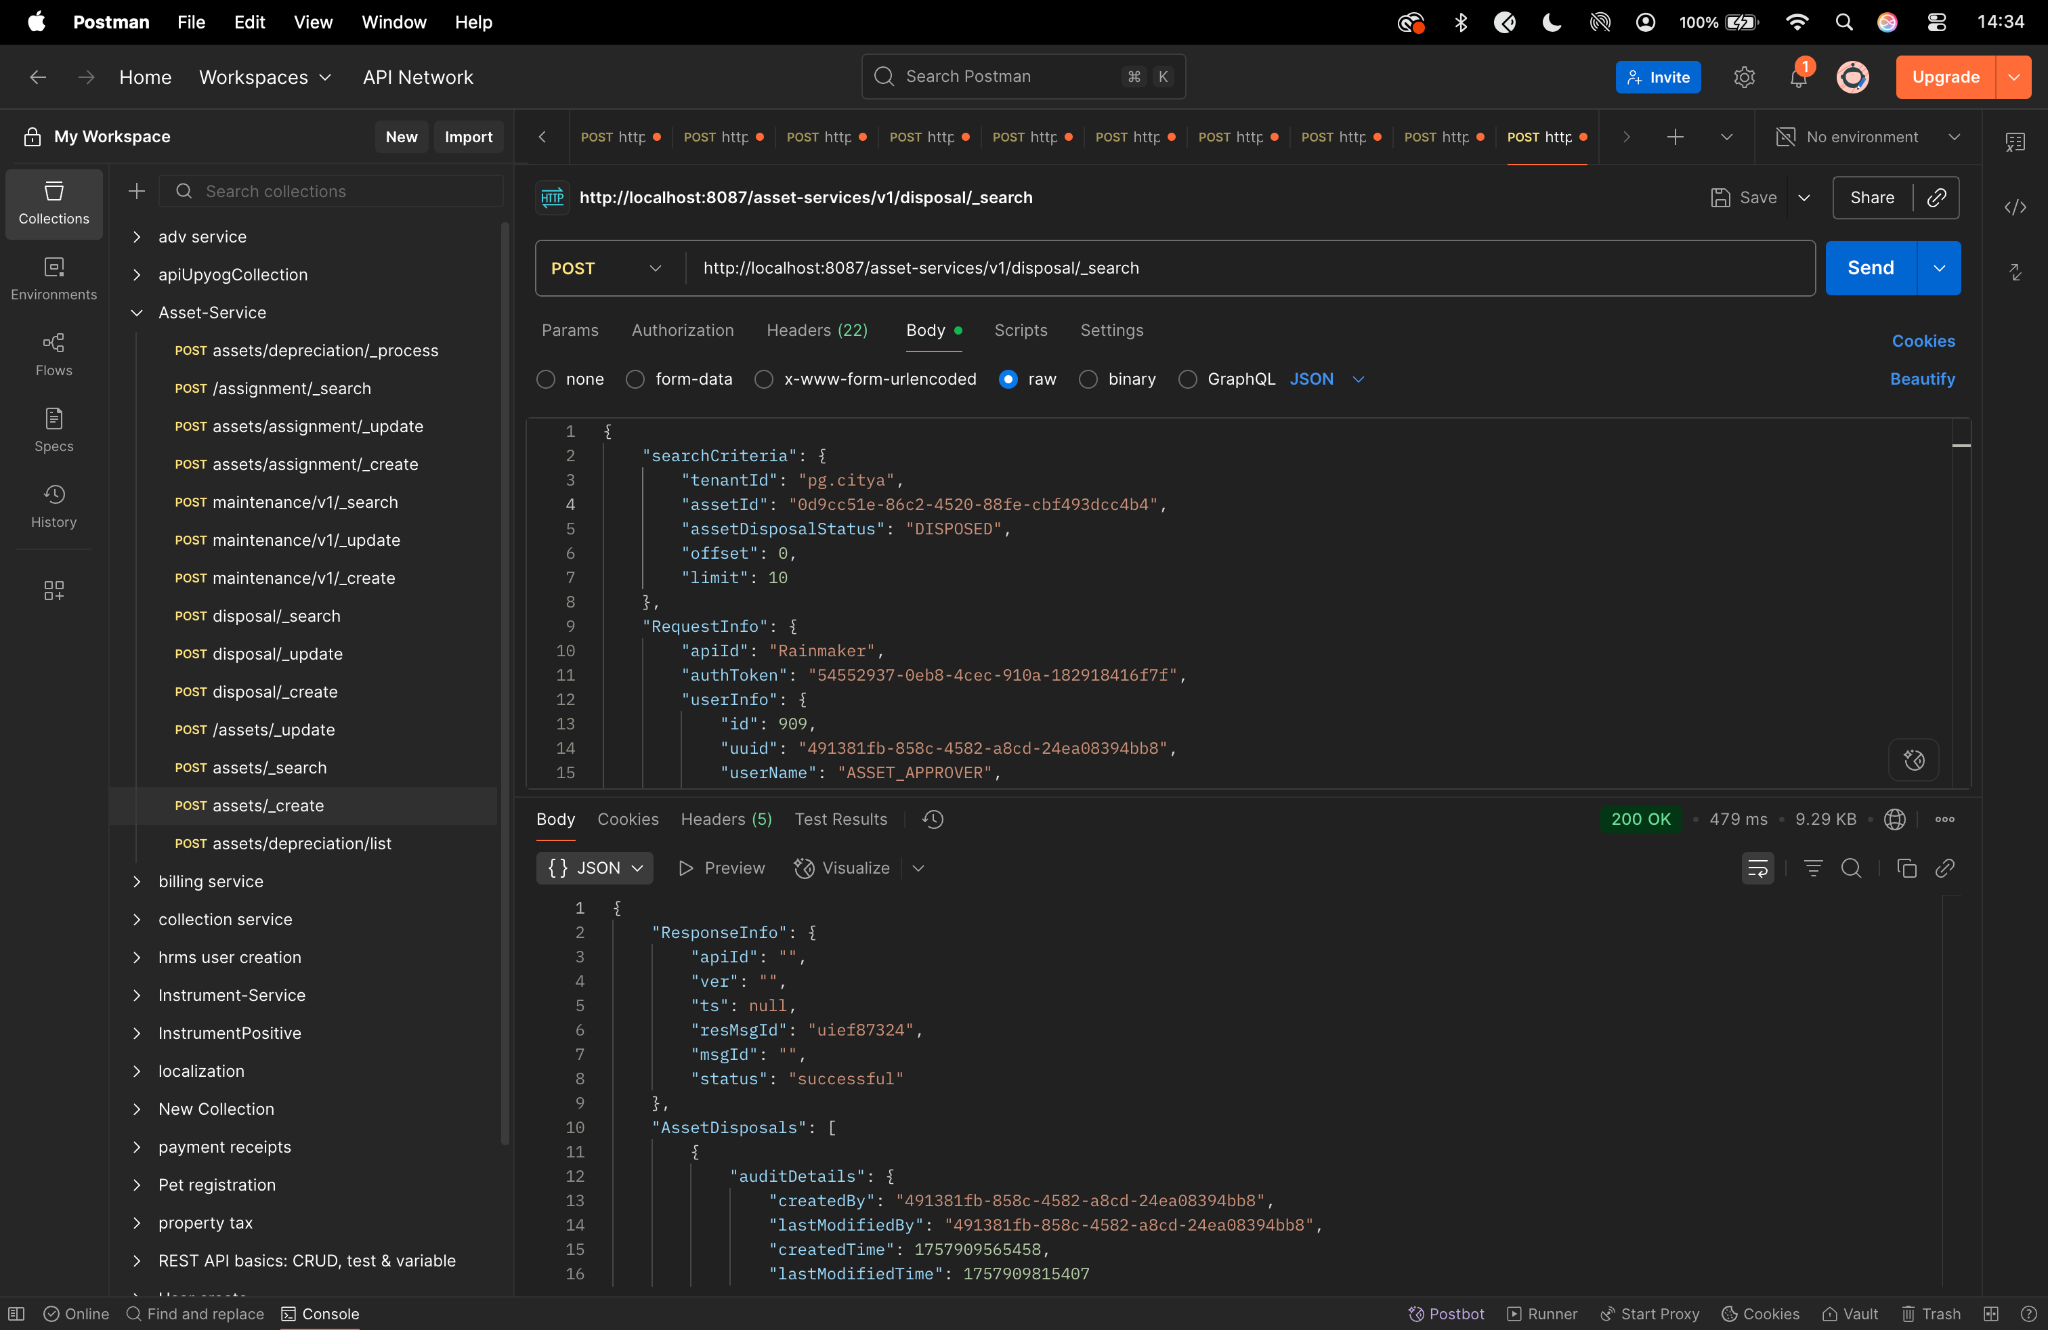 Postman File Edit View Window Help 100% 14:34
Home Workspaces API Network Search Postman ⌘ K Invite 1 Upgrade
My Workspace New Import
POST http POST http POST http POST http POST http POST http POST http POST http POST http POST http No environment
Collections
Environments
Flows
Specs
History
Search collections
adv service
apiUpyogCollection
Asset-Service
POST assets/depreciation/_process
POST /assignment/_search
POST assets/assignment/_update
POST assets/assignment/_create
POST maintenance/v1/_search
POST maintenance/v1/_update
POST maintenance/v1/_create
POST disposal/_search
POST disposal/_update
POST disposal/_create
POST /assets/_update
POST assets/_search
POST assets/_create
POST assets/depreciation/list
billing service
collection service
hrms user creation
Instrument-Service
InstrumentPositive
localization
New Collection
payment receipts
Pet registration
property tax
REST API basics: CRUD, test & variable
HTTP http://localhost:8087/asset-services/v1/disposal/_search Save Share
POST http://localhost:8087/asset-services/v1/disposal/_search Send
Params Authorization Headers (22) Body Scripts Settings Cookies
none form-data x-www-form-urlencoded raw binary GraphQL JSON Beautify
1 {
2 "searchCriteria": {
3 "tenantId": "pg.citya",
4 "assetId": "0d9cc51e-86c2-4520-88fe-cbf493dcc4b4",
5 "assetDisposalStatus": "DISPOSED",
6 "offset": 0,
7 "limit": 10
8 },
9 "RequestInfo": {
10 "apiId": "Rainmaker",
11 "authToken": "54552937-0eb8-4cec-910a-182918416f7f",
12 "userInfo": {
13 "id": 909,
14 "uuid": "491381fb-858c-4582-a8cd-24ea08394bb8",
15 "userName": "ASSET_APPROVER",
Body Cookies Headers (5) Test Results 200 OK • 479 ms • 9.29 KB
{} JSON Preview Visualize
1 {
2 "ResponseInfo": {
3 "apiId": "",
4 "ver": "",
5 "ts": null,
6 "resMsgId": "uief87324",
7 "msgId": "",
8 "status": "successful"
9 },
10 "AssetDisposals": [
11 {
12 "auditDetails": {
13 "createdBy": "491381fb-858c-4582-a8cd-24ea08394bb8",
14 "lastModifiedBy": "491381fb-858c-4582-a8cd-24ea08394bb8",
15 "createdTime": 1757909565458,
16 "lastModifiedTime": 1757909815407
Online Find and replace Console Postbot Runner Start Proxy Cookies Vault Trash